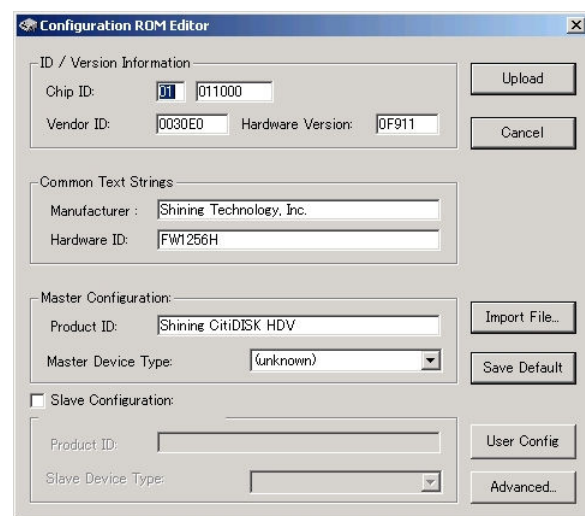 Configuration ROM Editor
ID / Version Information
Chip ID: 01 011000
Vendor ID: 0030E0 Hardware Version: 0F911
Upload
Cancel
Common Text Strings
Manufacturer : Shining Technology, Inc.
Hardware ID: FW1256H
Master Configuration:
Product ID: Shining CitiDISK HDV
Master Device Type: (unknown)
Import File...
Save Default
Slave Configuration:
Product ID:
Slave Device Type:
User Config
Advanced...